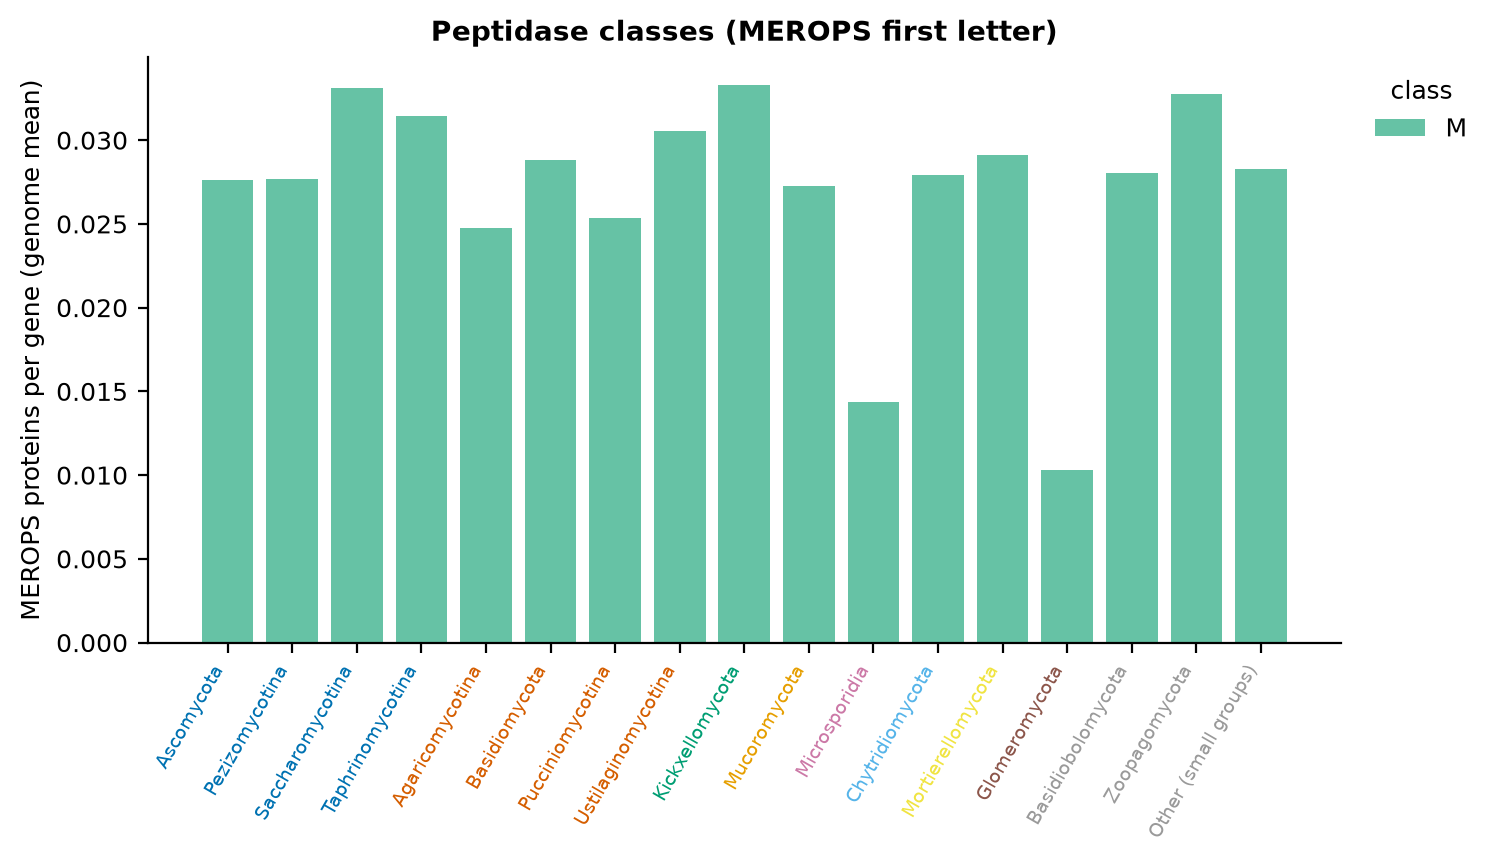 Peptidase classes (MEROPS first letter)
MEROPS proteins per gene (genome mean)
0.030
0.025
0.020
0.015
0.010
0.005
0.000
Ascomycota
Pezizomycotina
Saccharomycotina
Taphrinomycotina
Agaricomycotina
Basidiomycota
Pucciniomycotina
Ustilaginomycotina
Kickxellomycota
Mucoromycota
Microsporidia
Chytridiomycota
Mortierellomycota
Glomeromycota
Basidiobolomycota
Zoopagomycota
Other (small groups)
class
M